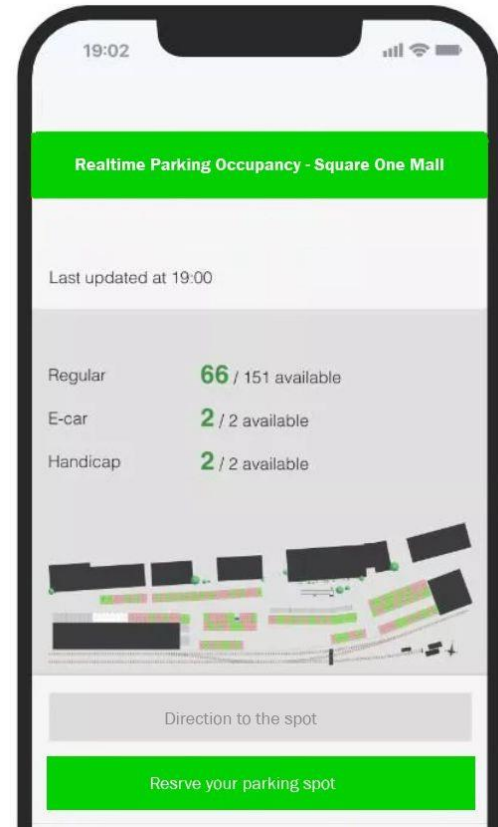 19:02
Realtime Parking Occupancy - Square One Mall
Last updated at 19:00
Regular 66 / 151 available
E-car 2 / 2 available
Handicap 2 / 2 available
Direction to the spot
Resrve your parking spot